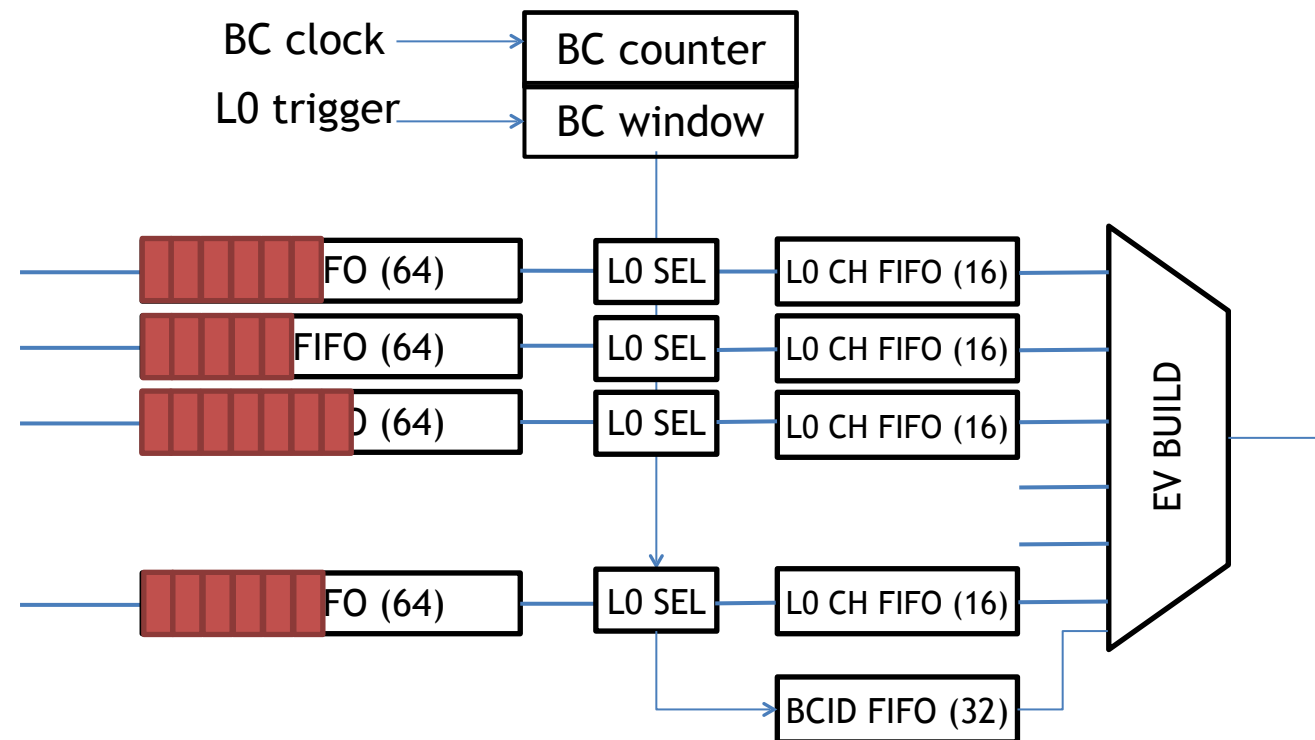 BC clock
BC counter
L0 trigger
BC window
FO (64)
L0 SEL
L0 CH FIFO (16)
FIFO (64)
L0 SEL
L0 CH FIFO (16)
(64)
L0 SEL
L0 CH FIFO (16)
EV BUILD
FO (64)
L0 SEL
L0 CH FIFO (16)
BCID FIFO (32)